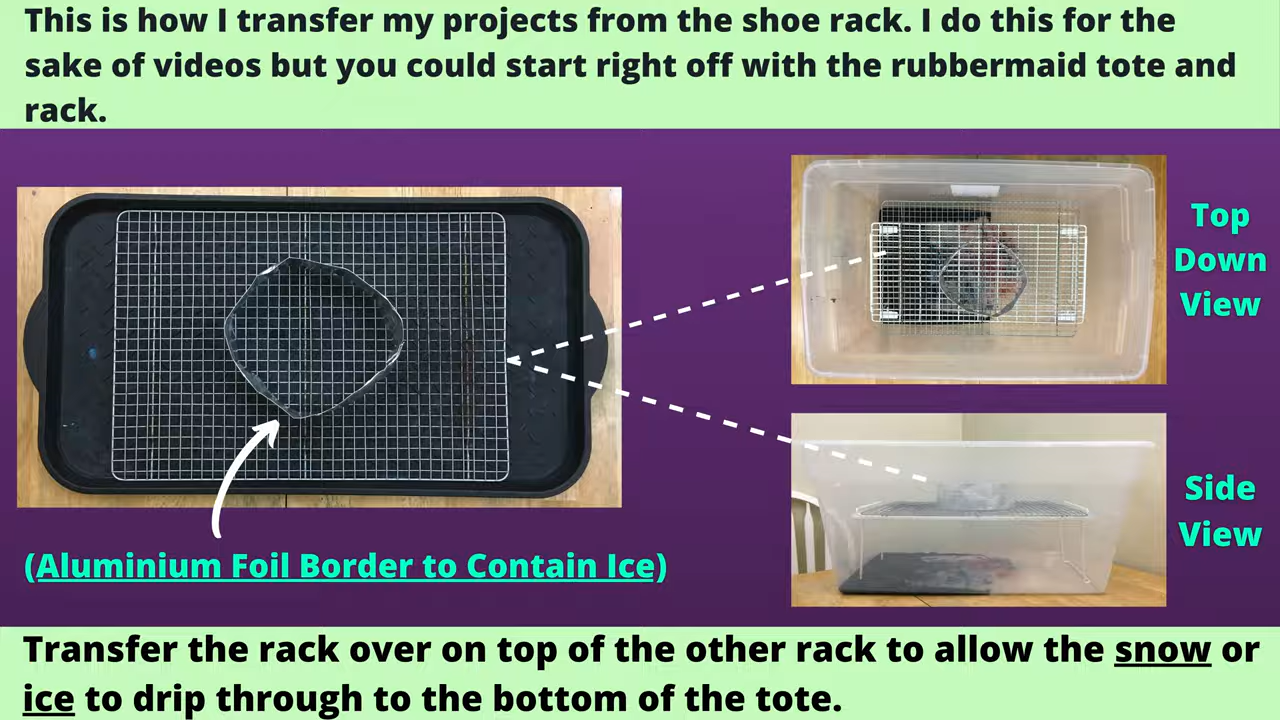 This is how I transfer my projects from the shoe rack. I do this for the
sake of videos but you could start right off with the rubbermaid tote and
rack.
Top
Down
View
Side
View
(Aluminium Foil Border to Contain Ice)
Transfer the rack over on top of the other rack to allow the snow or
ice to drip through to the bottom of the tote.